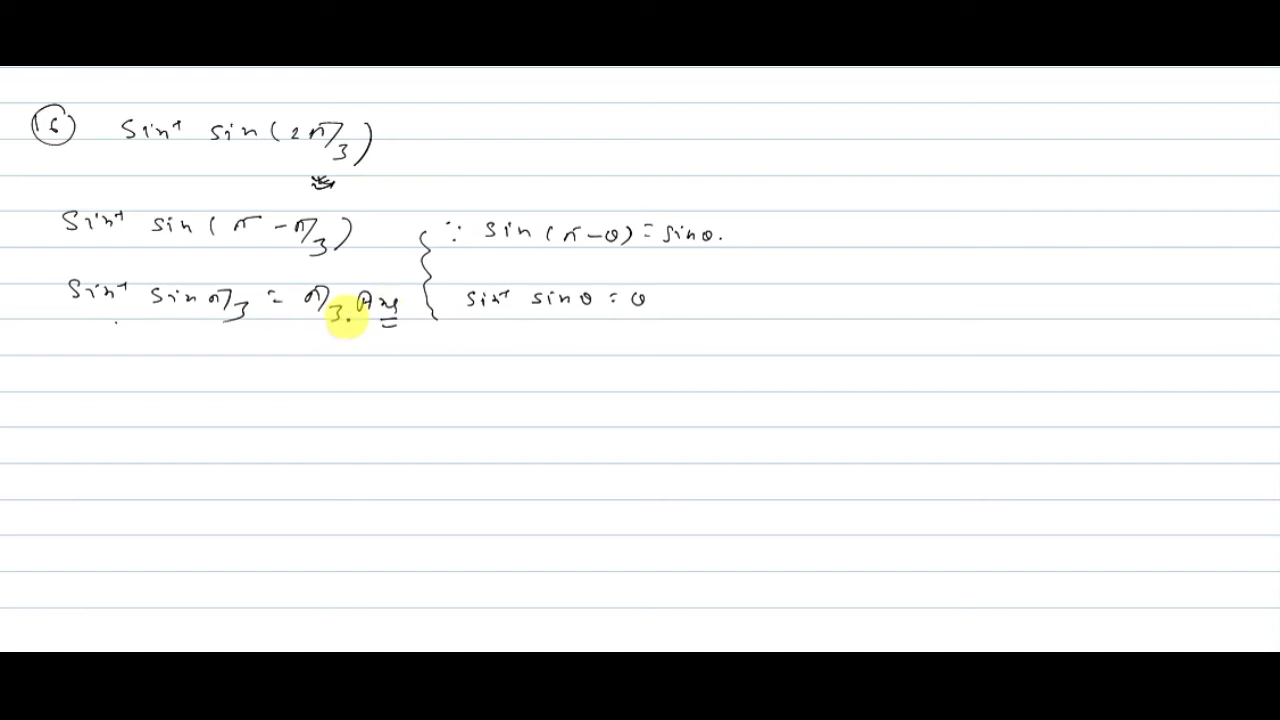 (16) sin⁻¹ sin(2π/3)
sin⁻¹ sin(π - π/3) { ∵ sin(π-θ) = sinθ.
sin⁻¹ sin π/3 = π/3. Ans sin⁻¹ sinθ = θ